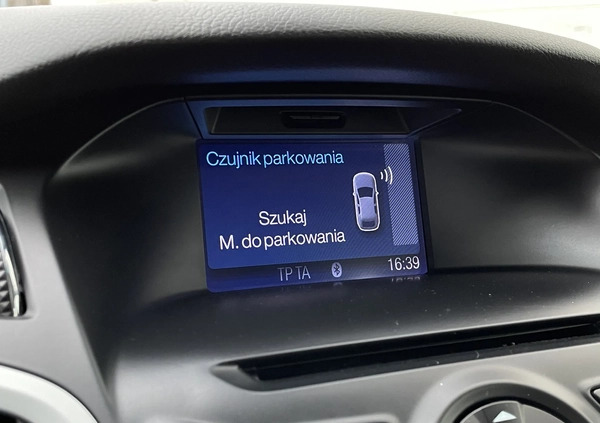 Czujnik parkowania
Szukaj
M. do parkowania
TP TA 16:39